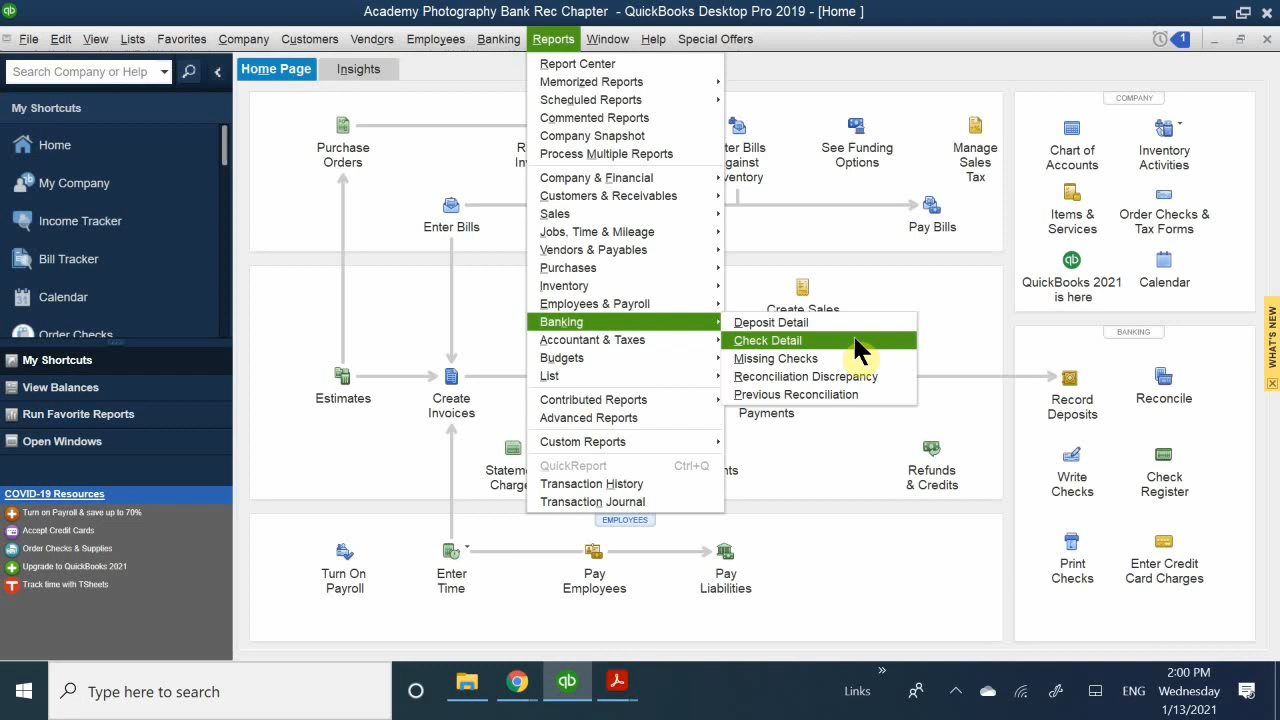 Academy Photography Bank Rec Chapter - QuickBooks Desktop Pro 2019 - [Home ]
File Edit View Lists Favorites Company Customers Vendors Employees Banking Reports Window Help Special Offers
1
Search Company or Help
Home Page
Insights
My Shortcuts
Home
My Company
Income Tracker
Bill Tracker
Calendar
Order Checks
My Shortcuts
View Balances
Run Favorite Reports
Open Windows
COVID-19 Resources
Turn on Payroll & save up to 70%
Accept Credit Cards
Order Checks & Supplies
Upgrade to QuickBooks 2021
Track time with TSheets
Purchase
Orders
Enter Bills
Estimates
Create
Invoices
Turn On
Payroll
Enter
Time
EMPLOYEES
Pay
Employees
Pay
Liabilities
Report Center
Memorized Reports
Scheduled Reports
Commented Reports
Company Snapshot
Process Multiple Reports
Company & Financial
Customers & Receivables
Sales
Jobs, Time & Mileage
Vendors & Payables
Purchases
Inventory
Employees & Payroll
Banking
Accountant & Taxes
Budgets
List
Contributed Reports
Advanced Reports
Custom Reports
QuickReport Ctrl+Q
Transaction History
Transaction Journal
Deposit Detail
Check Detail
Missing Checks
Reconciliation Discrepancy
Previous Reconciliation
Bills
See Funding
Options
Manage
Sales
Tax
Pay Bills
Create Sales
Payments
Refunds
& Credits
COMPANY
Chart of
Accounts
Inventory
Activities
Items &
Services
Order Checks &
Tax Forms
QuickBooks 2021
is here
Calendar
BANKING
Record
Deposits
Reconcile
Write
Checks
Check
Register
Print
Checks
Enter Credit
Card Charges
WHAT'S NEW
Type here to search
Links
ENG
2:00 PM
Wednesday
1/13/2021